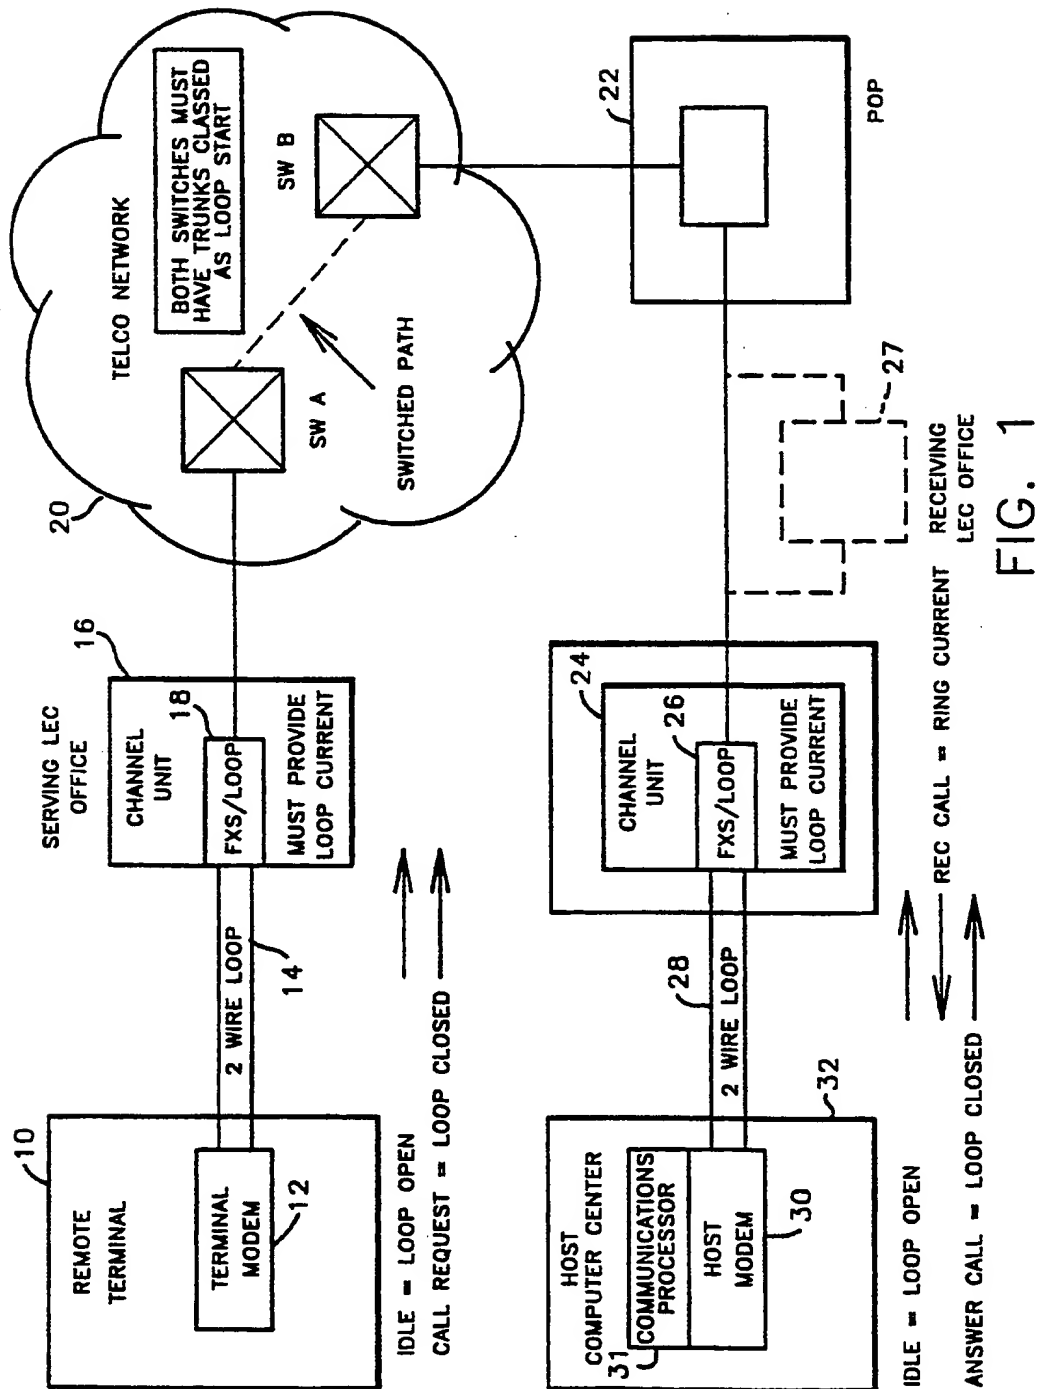 REMOTE
TERMINAL
10
TERMINAL
MODEM
12
2 WIRE LOOP
14
IDLE = LOOP OPEN
CALL REQUEST = LOOP CLOSED
SERVING LEC
OFFICE
16
CHANNEL
UNIT
18
FXS/LOOP
MUST PROVIDE
LOOP CURRENT
20
TELCO NETWORK
BOTH SWITCHES MUST
HAVE TRUNKS CLASSED
AS LOOP START
SW A
SW B
SWITCHED PATH
HOST
COMPUTER CENTER
31
COMMUNICATIONS
PROCESSOR
HOST
MODEM
30
32
28
2 WIRE LOOP
IDLE = LOOP OPEN
REC CALL = RING CURRENT
ANSWER CALL = LOOP CLOSED
24
CHANNEL
UNIT
26
FXS/LOOP
MUST PROVIDE
LOOP CURRENT
27
RECEIVING
LEC OFFICE
22
POP
FIG. 1